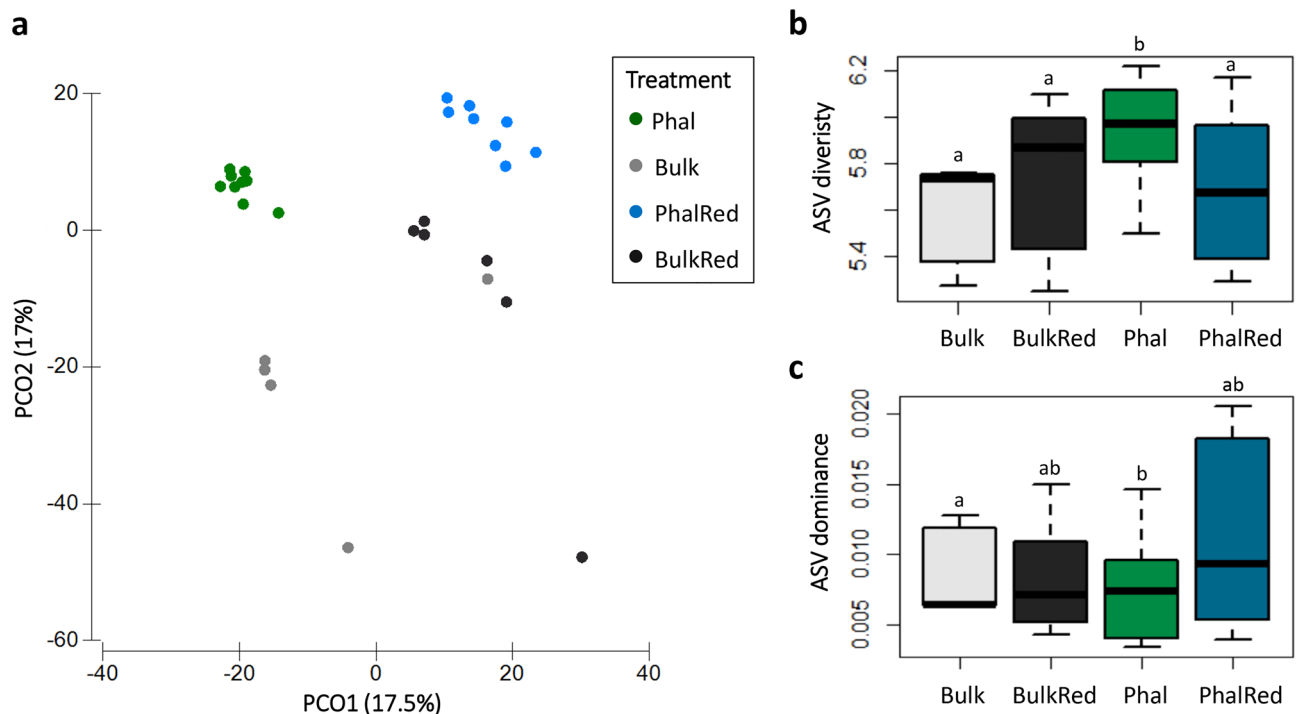 a
20
0
-20
-40
-60
-40
-20
0
20
40
PCO2 (17%)
PCO1 (17.5%)
Treatment
Phal
Bulk
PhalRed
BulkRed
b
6.2
5.8
5.4
ASV diveristy
a
a
b
a
Bulk
BulkRed
Phal
PhalRed
c
0.020
0.015
0.010
0.005
ASV dominance
a
ab
b
ab
Bulk
BulkRed
Phal
PhalRed